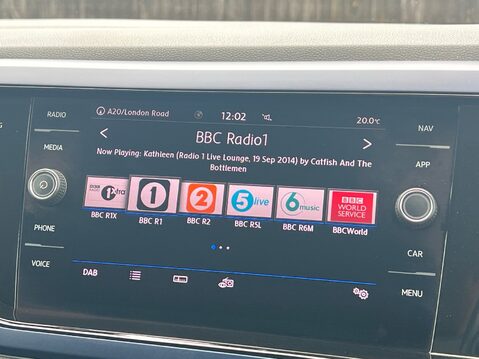 RADIO
MEDIA
PHONE
VOICE
A20/London Road
12:02
20.0°C
BBC Radio1
Now Playing: Kathleen (Radio 1 Live Lounge, 19 Sep 2014) by Catfish And The
Bottlemen
BBC RADIO 1Xtra
1
2
5 live
6 music
BBC WORLD SERVICE
BBC R1X
BBC R1
BBC R2
BBC R5L
BBC R6M
BBCWorld
DAB
NAV
APP
CAR
MENU